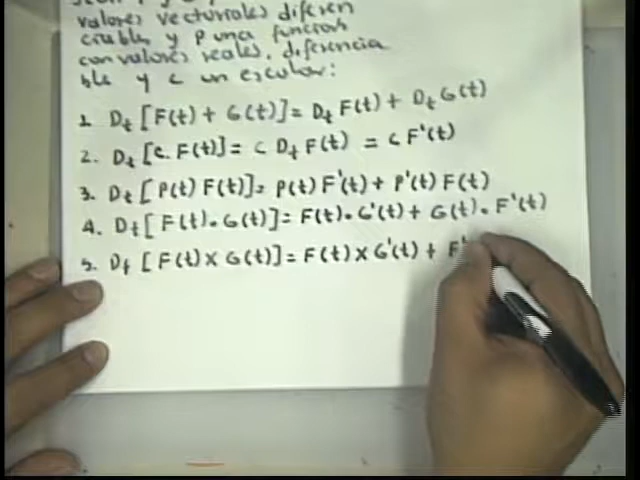 valores vectoriales diferen
ciables y p una función
con valores reales, diferencia
ble y c un escalar:
1. Dt [F(t) + G(t)] = Dt F(t) + Dt G(t)
2. Dt [c F(t)] = c Dt F(t) = c F'(t)
3. Dt [p(t) F(t)] = p(t) F'(t) + p'(t) F(t)
4. Dt [F(t) . G(t)] = F(t) . G'(t) + G(t) . F'(t)
5. Dt [F(t) x G(t)] = F(t) x G'(t) + F'